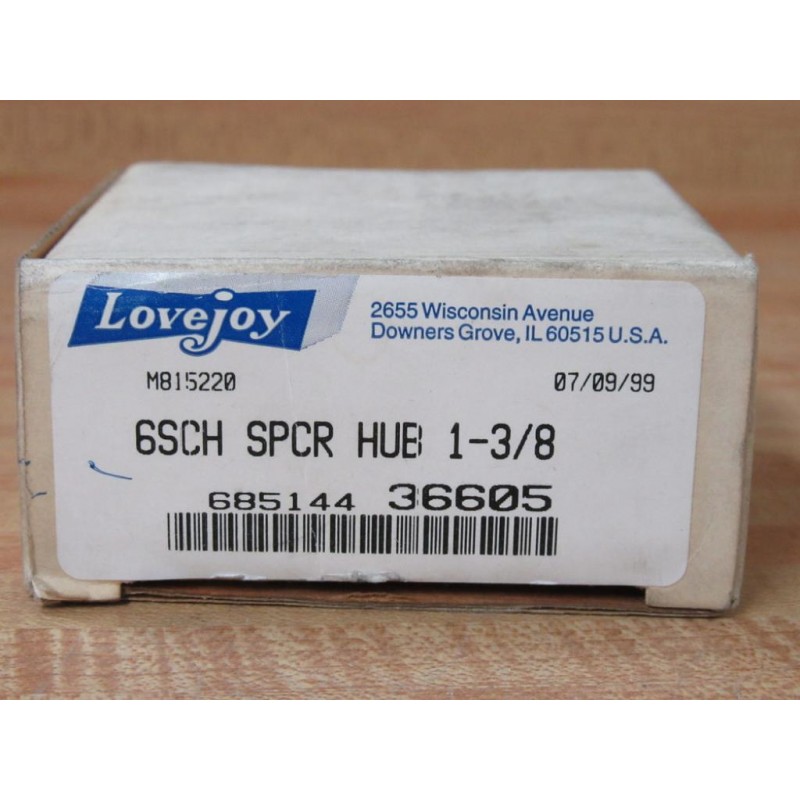 Lovejoy
2655 Wisconsin Avenue
Downers Grove, IL 60515 U.S.A.
M815220 07/09/99
6SCH SPCR HUB 1-3/8
685144 36605